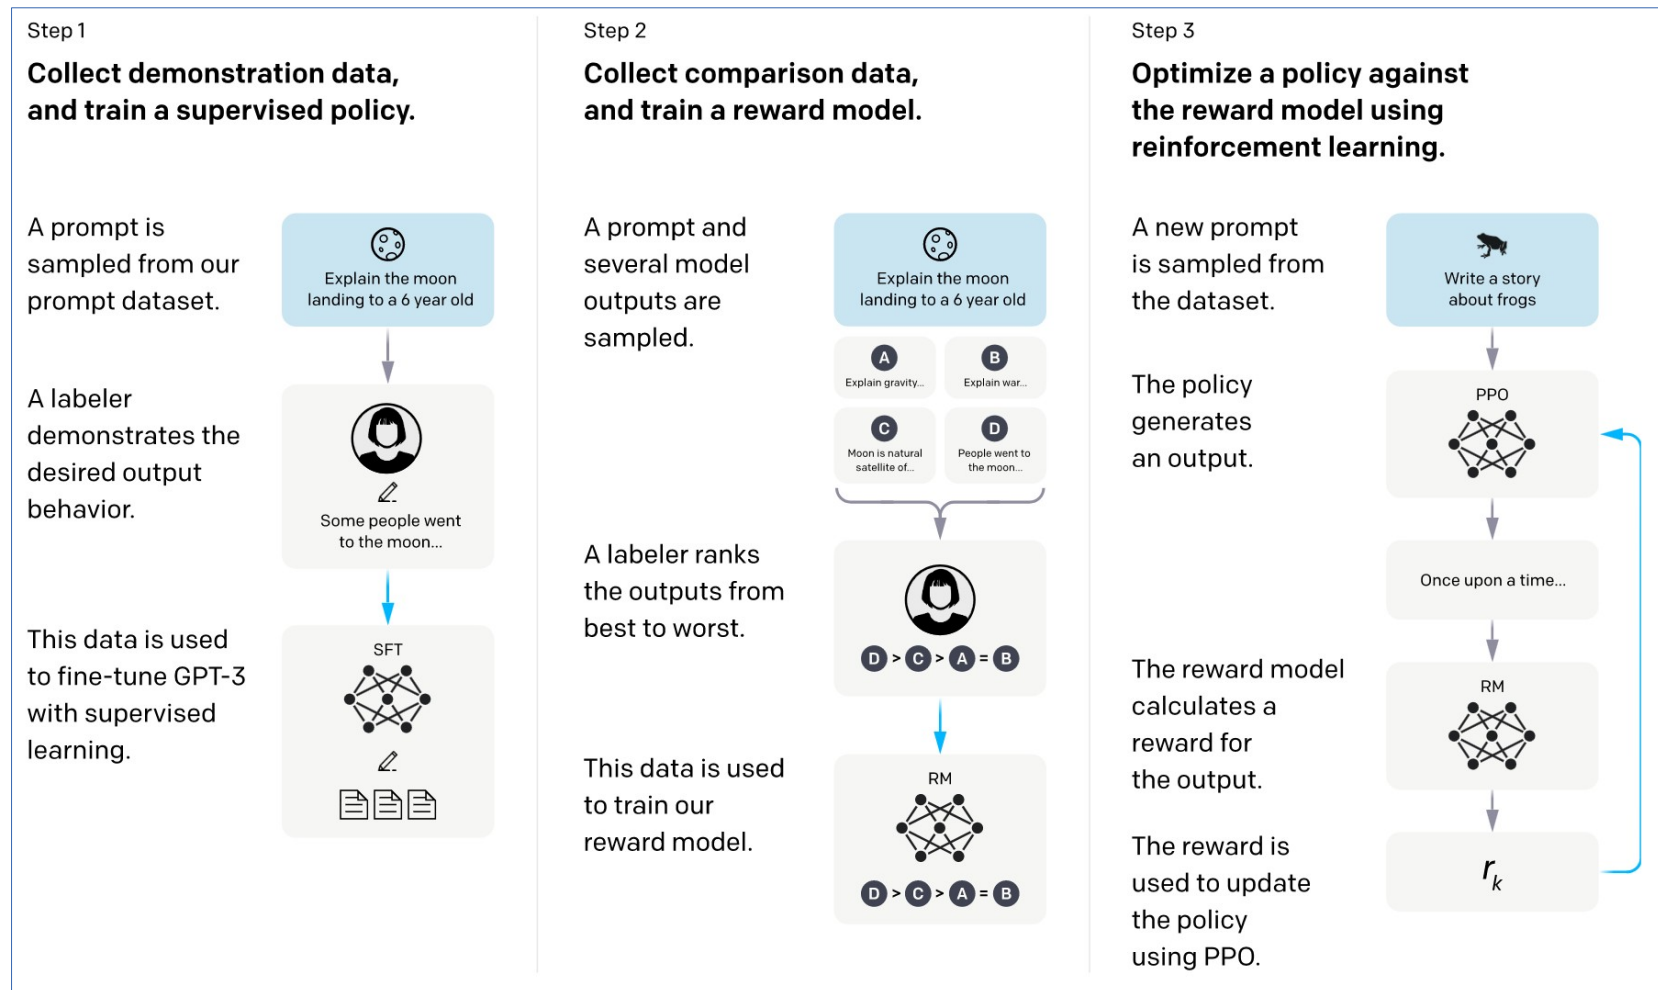 Step 1
Collect demonstration data,
and train a supervised policy.
A prompt is
sampled from our
prompt dataset.
Explain the moon
landing to a 6 year old
A labeler
demonstrates the
desired output
behavior.
Some people went
to the moon...
This data is used
to fine-tune GPT-3
with supervised
learning.
SFT
Step 2
Collect comparison data,
and train a reward model.
A prompt and
several model
outputs are
sampled.
Explain the moon
landing to a 6 year old
A
Explain gravity...
B
Explain war...
C
Moon is natural
satellite of...
D
People went to
the moon...
A labeler ranks
the outputs from
best to worst.
D > C > A = B
This data is used
to train our
reward model.
RM
D > C > A = B
Step 3
Optimize a policy against
the reward model using
reinforcement learning.
A new prompt
is sampled from
the dataset.
Write a story
about frogs
The policy
generates
an output.
PPO
Once upon a time...
The reward model
calculates a
reward for
the output.
RM
The reward is
used to update
the policy
using PPO.
rk